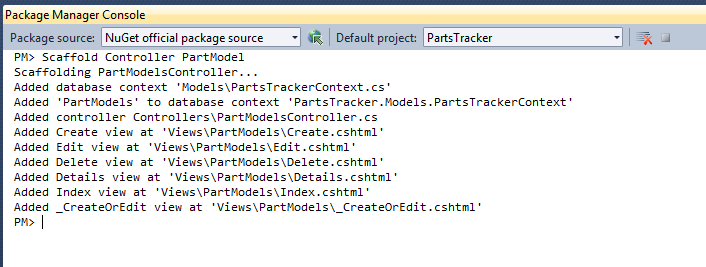 Package Manager Console
Package source: NuGet official package source Default project: PartsTracker
PM> Scaffold Controller PartModel
Scaffolding PartModelsController...
Added database context 'Models\PartsTrackerContext.cs'
Added 'PartModels' to database context 'PartsTracker.Models.PartsTrackerContext'
Added controller Controllers\PartModelsController.cs
Added Create view at 'Views\PartModels\Create.cshtml'
Added Edit view at 'Views\PartModels\Edit.cshtml'
Added Delete view at 'Views\PartModels\Delete.cshtml'
Added Details view at 'Views\PartModels\Details.cshtml'
Added Index view at 'Views\PartModels\Index.cshtml'
Added _CreateOrEdit view at 'Views\PartModels\_CreateOrEdit.cshtml'
PM>